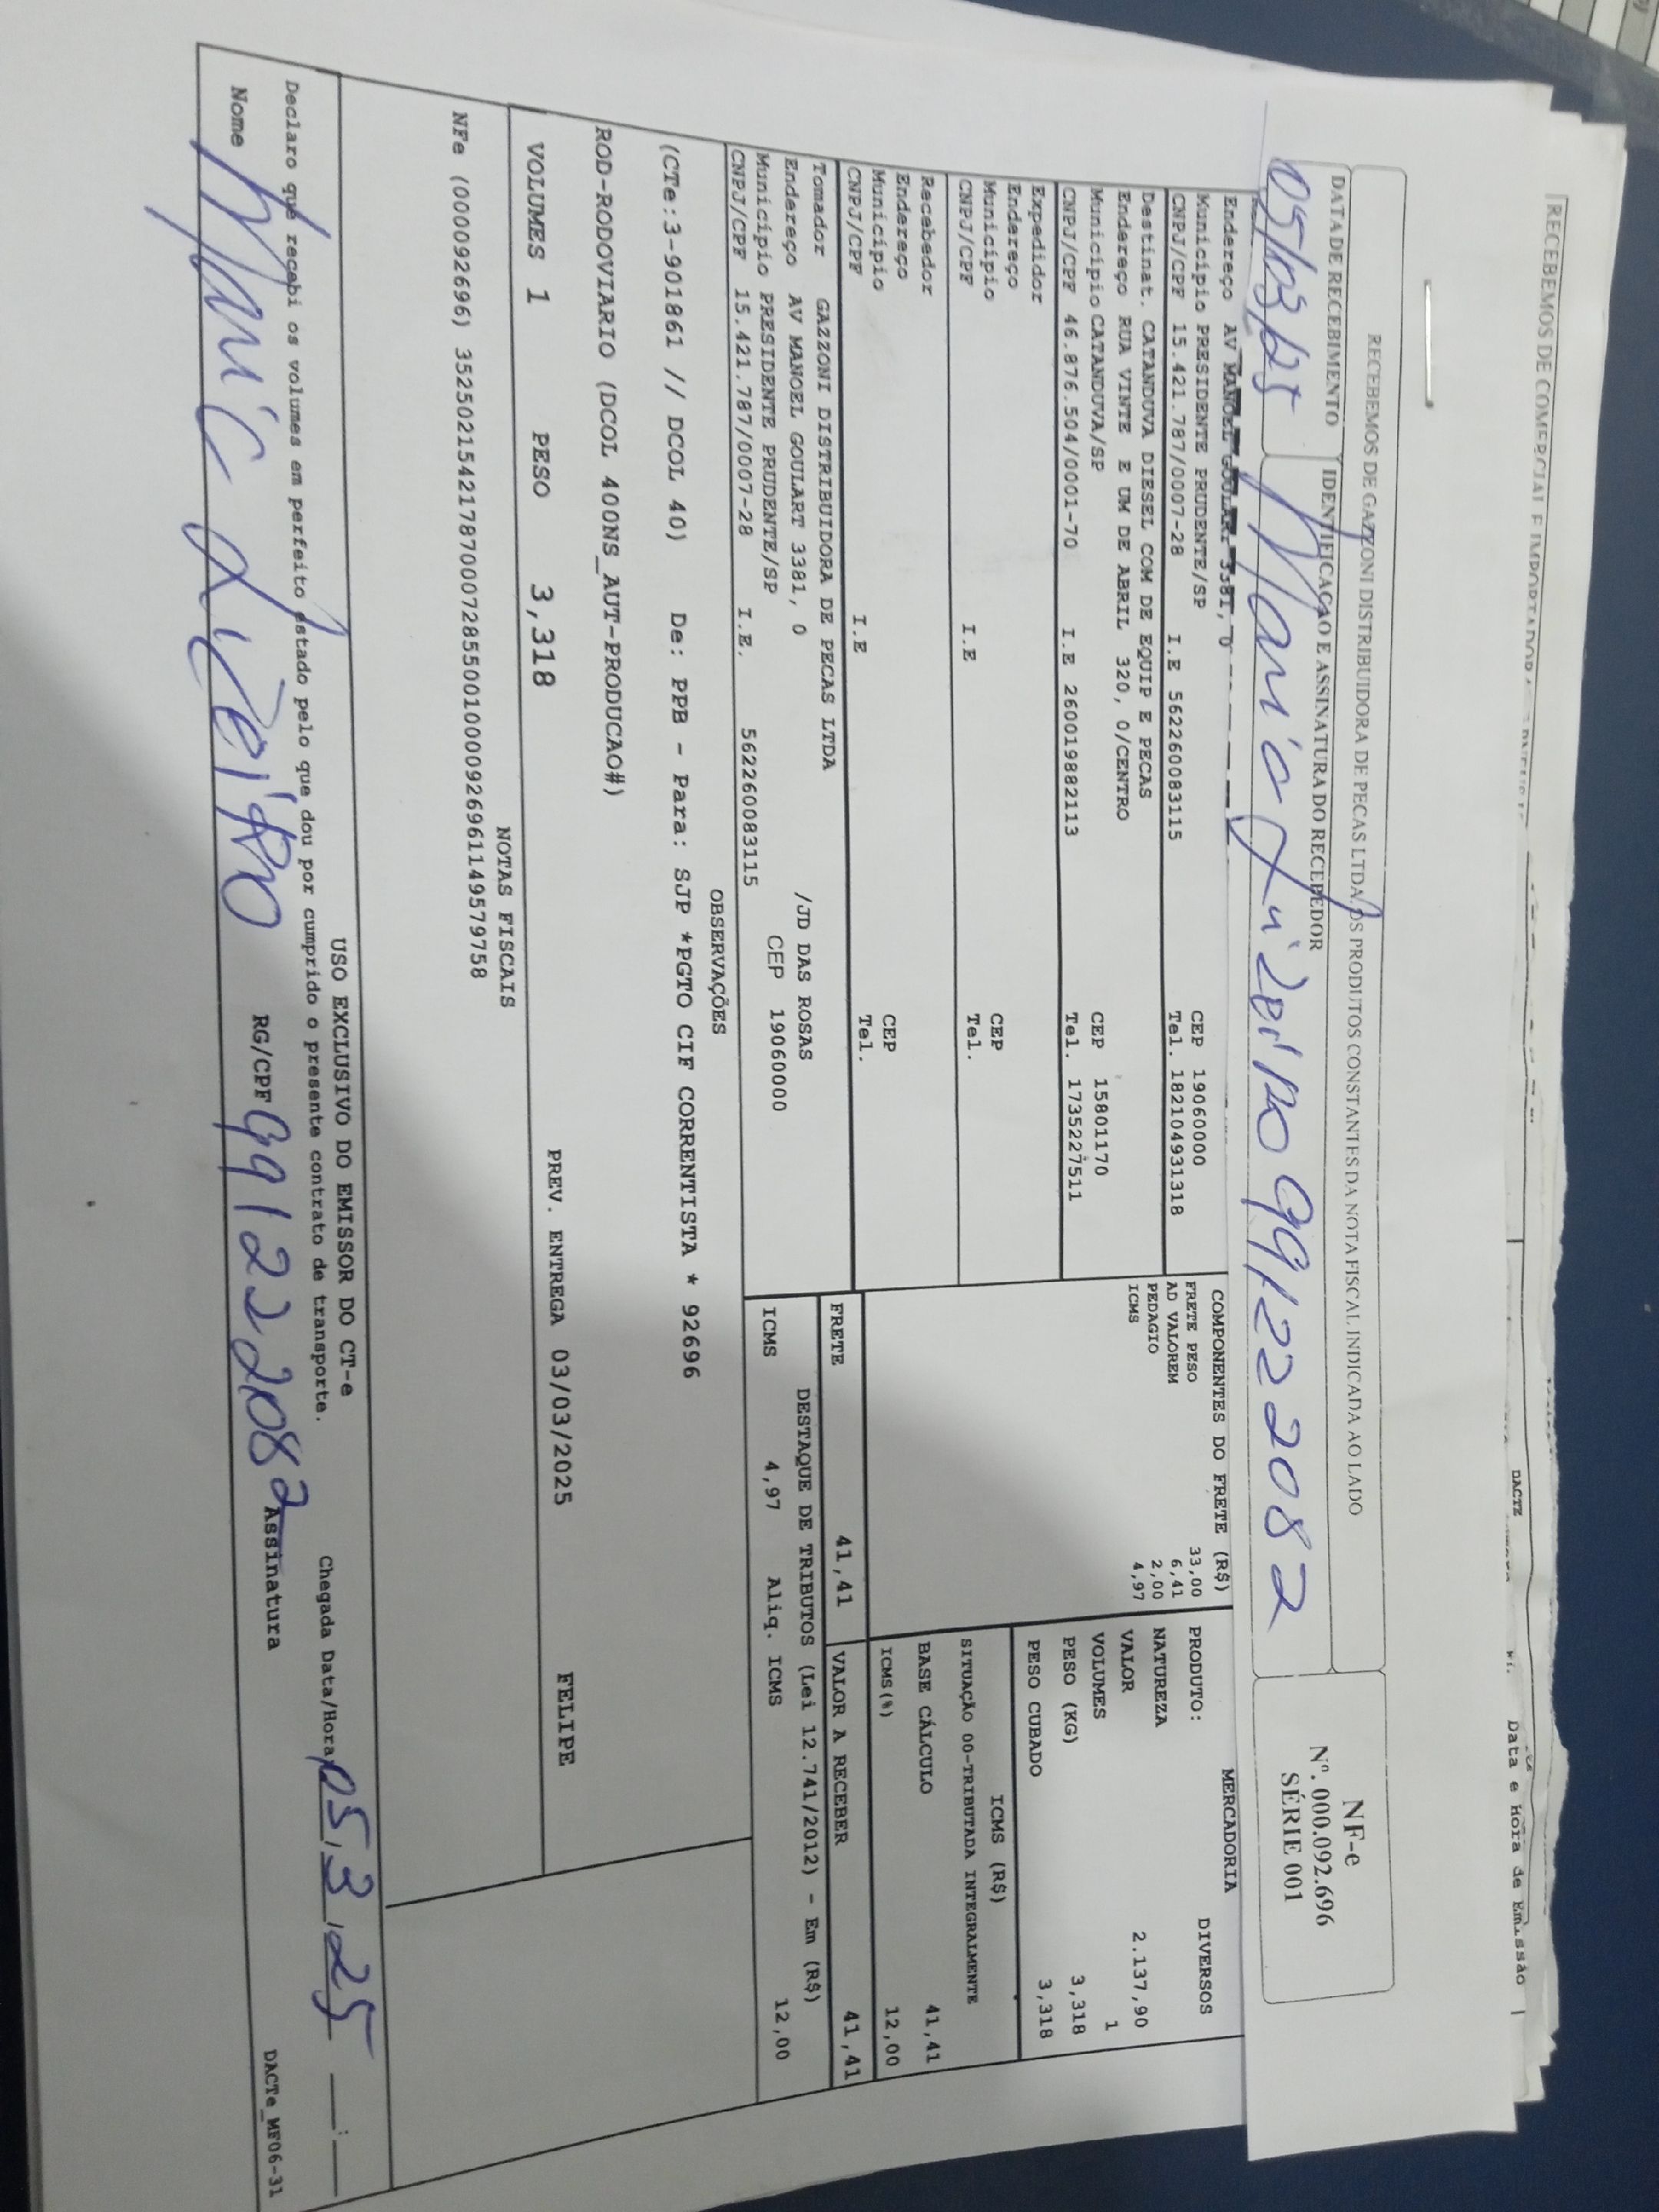 RECEBEMOS DE COMERCIAL E IMPORTADORA
DACTE
Data e Hora de Emissão
RECEBEMOS DE GAZZONI DISTRIBUIDORA DE PECAS LTDA OS PRODUTOS CONSTANTES DA NOTA FISCAL INDICADA AO LADO
DATA DE RECEBIMENTO
IDENTIFICAÇÃO E ASSINATURA DO RECEBEDOR
05/03/25
991222082
NF-e
Nº. 000.092.696
SÉRIE 001
Endereço AV MANOEL GOULART 3381, 0
Município PRESIDENTE PRUDENTE/SP CEP 19060000
CNPJ/CPF 15.421.787/0007-28 I.E 562260083115 Tel. 182104931318
Destinat. CATANDUVA DIESEL COM DE EQUIP E PECAS
Endereço RUA VINTE E UM DE ABRIL 320, 0/CENTRO
Município CATANDUVA/SP CEP 15801170
CNPJ/CPF 46.876.504/0001-70 I.E 260019882113 Tel. 1735227511
Expedidor
Endereço
Município CEP
CNPJ/CPF I.E Tel.
Recebedor
Endereço
Município CEP
CNPJ/CPF I.E Tel.
COMPONENTES DO FRETE (R$)
FRETE PESO 33,00
AD VALOREM 6,41
PEDAGIO 2,00
ICMS 4,97
MERCADORIA
PRODUTO: DIVERSOS
NATUREZA
VALOR 2.137,90
VOLUMES 1
PESO (KG) 3,318
PESO CUBADO 3,318
ICMS (R$)
SITUAÇÃO 00-TRIBUTADA INTEGRALMENTE
BASE CÁLCULO 41,41
ICMS(%) 12,00
Tomador GAZZONI DISTRIBUIDORA DE PECAS LTDA
Endereço AV MANOEL GOULART 3381, 0 /JD DAS ROSAS
Município PRESIDENTE PRUDENTE/SP CEP 19060000
CNPJ/CPF 15.421.787/0007-28 I.E. 562260083115
FRETE 41,41 VALOR A RECEBER 41,41
DESTAQUE DE TRIBUTOS (Lei 12.741/2012) - Em (R$)
ICMS 4,97 Aliq. ICMS 12,00
OBSERVAÇÕES
(CTe:3-901861 // DCOL 40) De: PPB - Para: SJP *PGTO CIF CORRENTISTA * 92696
ROD-RODOVIARIO (DCOL 400NS_AUT-PRODUCAO#)
VOLUMES 1 PESO 3,318 PREV. ENTREGA 03/03/2025 FELIPE
NOTAS FISCAIS
NFe (000092696) 35250215421787000728550010000926961149579758
USO EXCLUSIVO DO EMISSOR DO CT-e
Declaro que recebi os volumes em perfeito estado pelo que dou por cumprido o presente contrato de transporte.
Chegada Data/Hora 05/3/25 __:__
Nome RG/CPF 991222082 Assinatura
DACTe_MF06-31